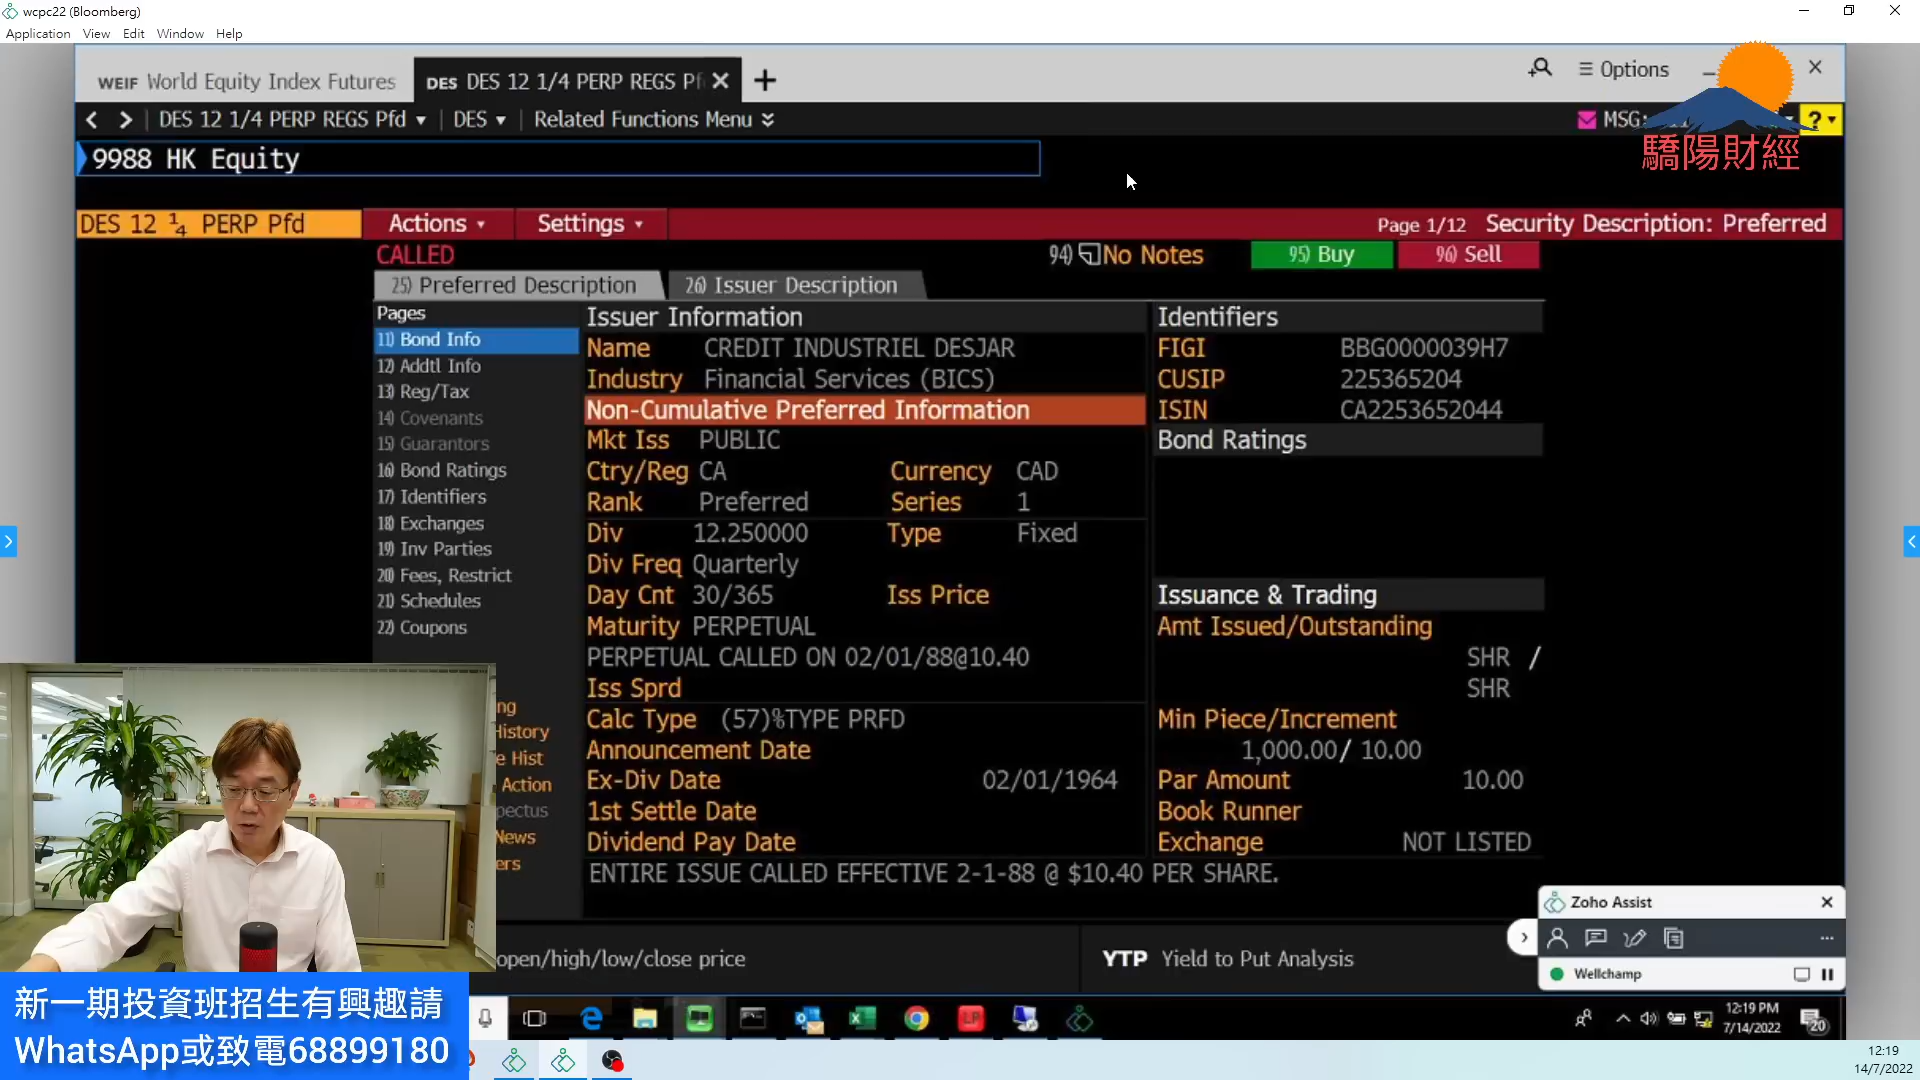 wcpc22 (Bloomberg)
Application View Edit Window Help
WEIF World Equity Index Futures
DES DES 12 1/4 PERP REGS Pf
Options
DES 12 1/4 PERP REGS Pfd
DES
Related Functions Menu
MSG:
?
驕陽財經
9988 HK Equity
DES 12 1/4 PERP Pfd
Actions
Settings
Page 1/12 Security Description: Preferred
CALLED
94) No Notes
95) Buy
96) Sell
25) Preferred Description
26) Issuer Description
Pages
11) Bond Info
12) Addtl Info
13) Reg/Tax
14) Covenants
15) Guarantors
16) Bond Ratings
17) Identifiers
18) Exchanges
19) Inv Parties
20) Fees, Restrict
21) Schedules
22) Coupons
ng
History
e Hist
Action
pectus
News
ers
Issuer Information
Name CREDIT INDUSTRIEL DESJAR
Industry Financial Services (BICS)
Non-Cumulative Preferred Information
Mkt Iss PUBLIC
Ctry/Reg CA Currency CAD
Rank Preferred Series 1
Div 12.250000 Type Fixed
Div Freq Quarterly
Day Cnt 30/365 Iss Price
Maturity PERPETUAL
PERPETUAL CALLED ON 02/01/88@10.40
Iss Sprd
Calc Type (57)%TYPE PRFD
Announcement Date
Ex-Div Date 02/01/1964
1st Settle Date
Dividend Pay Date
ENTIRE ISSUE CALLED EFFECTIVE 2-1-88 @ $10.40 PER SHARE.
Identifiers
FIGI BBG0000039H7
CUSIP 225365204
ISIN CA2253652044
Bond Ratings
Issuance & Trading
Amt Issued/Outstanding
SHR /
SHR
Min Piece/Increment
1,000.00/ 10.00
Par Amount 10.00
Book Runner
Exchange NOT LISTED
open/high/low/close price
YTP Yield to Put Analysis
Zoho Assist
Wellchamp
新一期投資班招生有興趣請
WhatsApp或致電68899180
12:19 PM
7/14/2022
20
12:19
14/7/2022